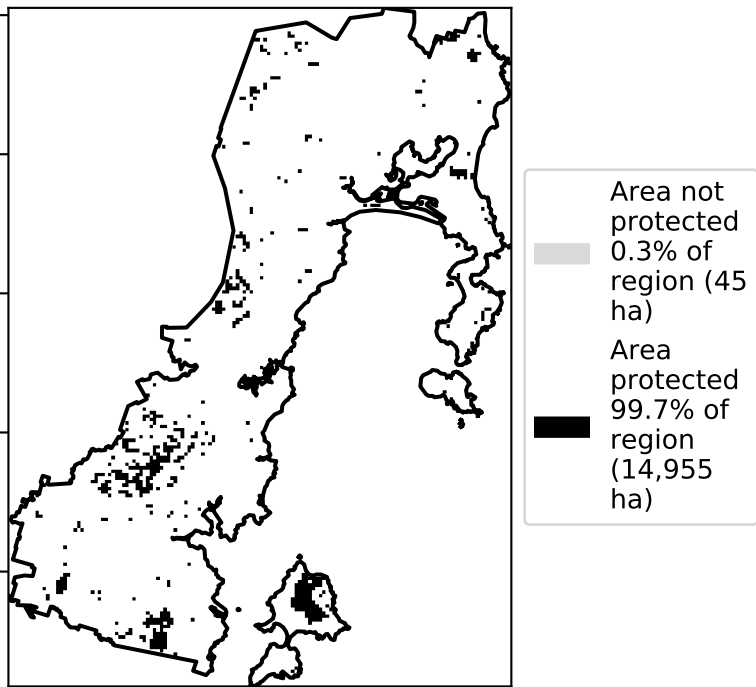 Area not
protected
0.3% of
region (45
ha)
Area
protected
99.7% of
region
(14,955
ha)